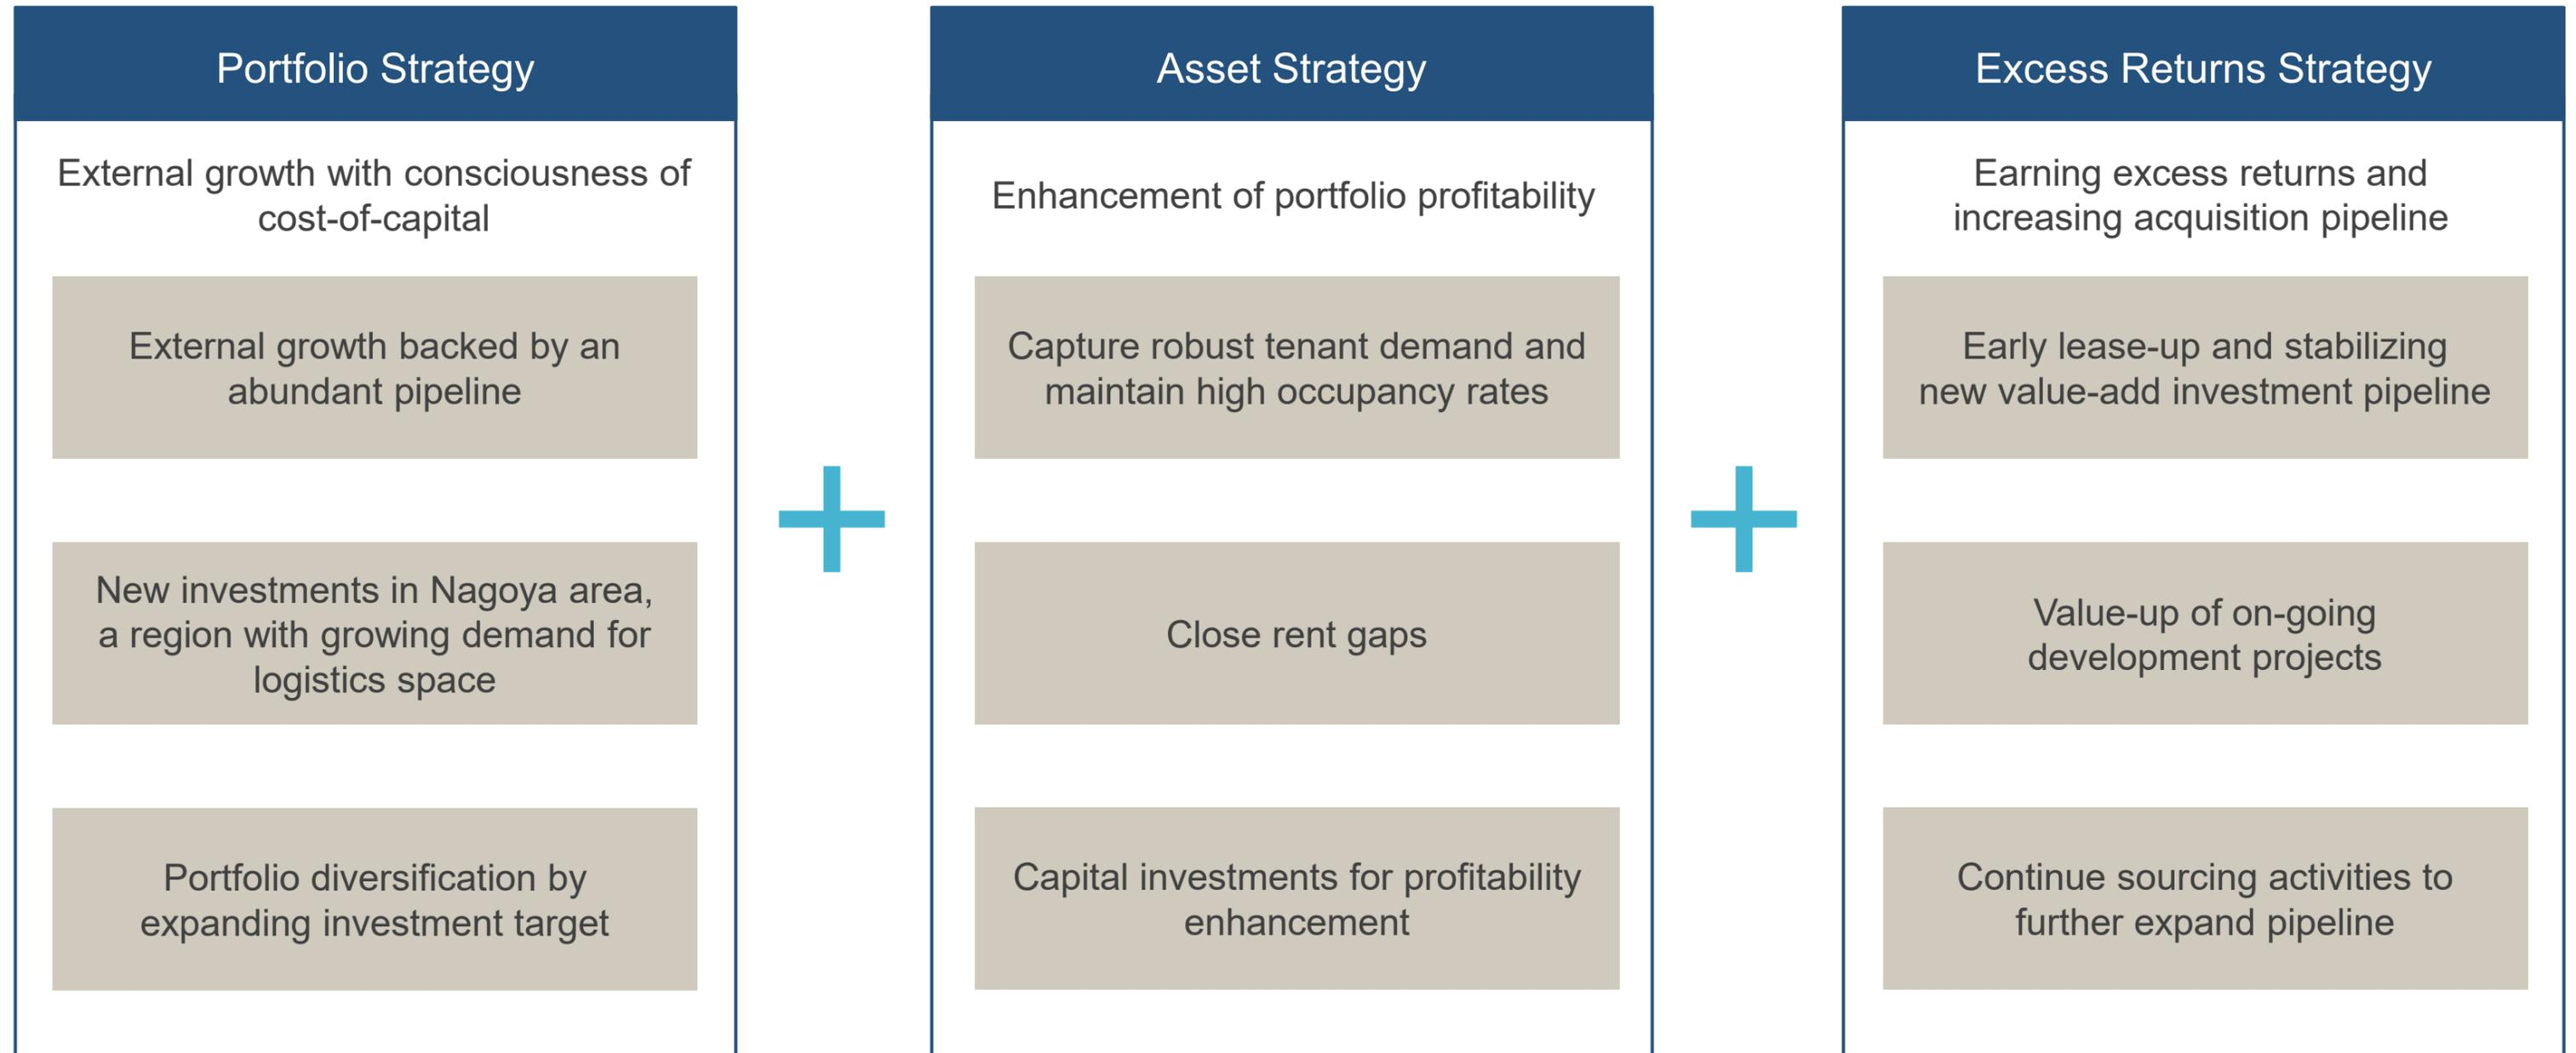 Portfolio Strategy
External growth with consciousness of
cost-of-capital
External growth backed by an
abundant pipeline
New investments in Nagoya area,
a region with growing demand for
logistics space
Portfolio diversification by
expanding investment target
Asset Strategy
Enhancement of portfolio profitability
Capture robust tenant demand and
maintain high occupancy rates
Close rent gaps
Capital investments for profitability
enhancement
Excess Returns Strategy
Earning excess returns and
increasing acquisition pipeline
Early lease-up and stabilizing
new value-add investment pipeline
Value-up of on-going
development projects
Continue sourcing activities to
further expand pipeline